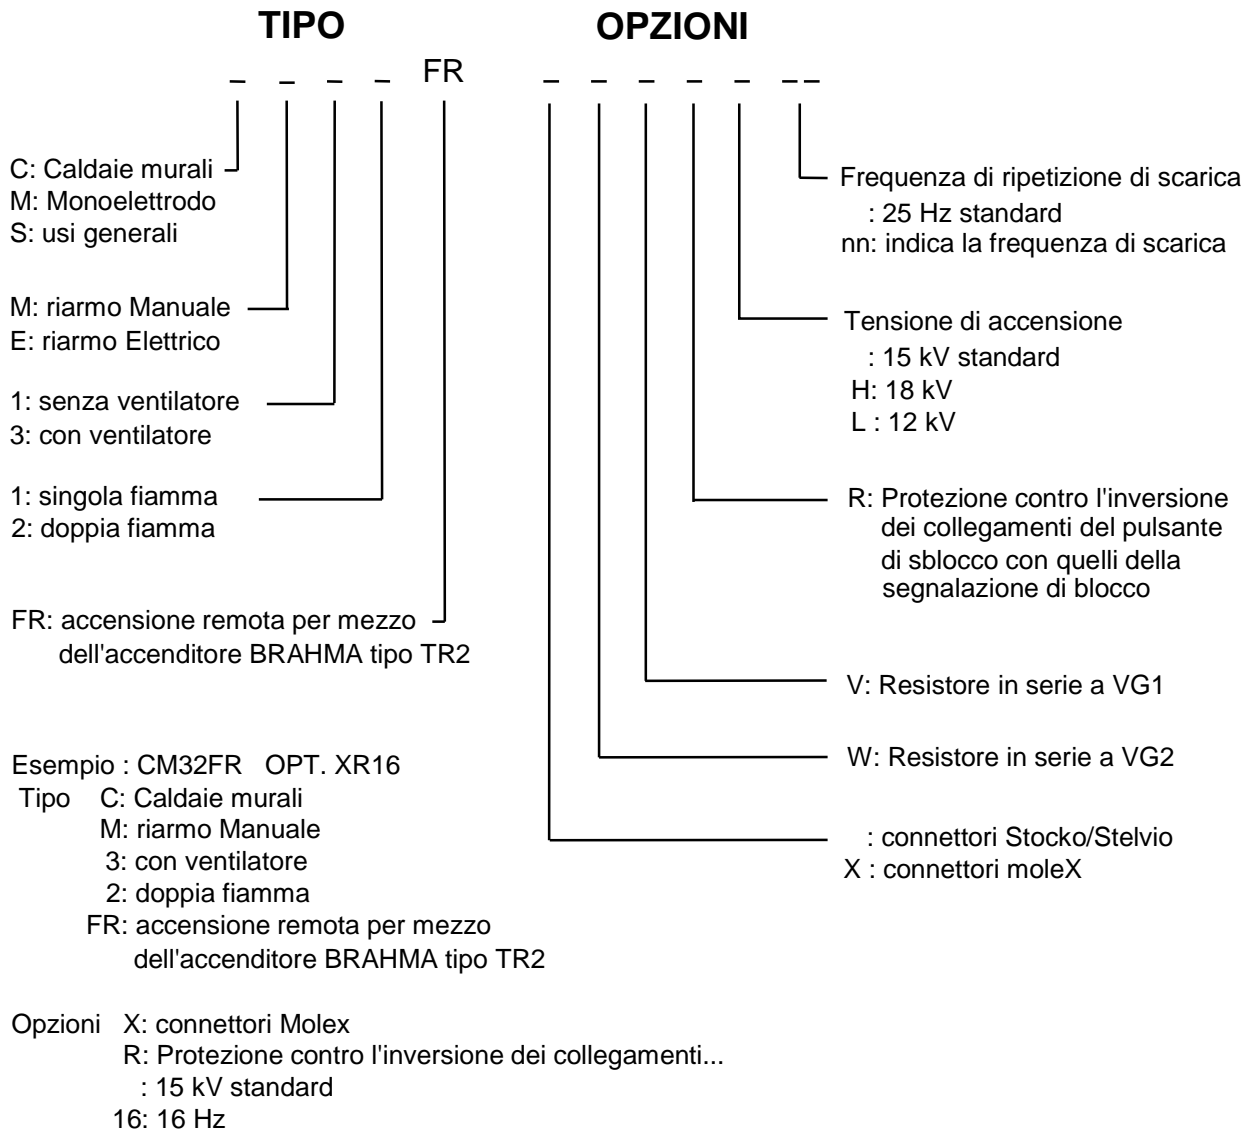 TIPO
OPZIONI
_ _ _ _ FR _ _ _ _ _ _ _
C: Caldaie murali
M: Monoelettrodo
S: usi generali
M: riarmo Manuale
E: riarmo Elettrico
1: senza ventilatore
3: con ventilatore
1: singola fiamma
2: doppia fiamma
FR: accensione remota per mezzo
dell'accenditore BRAHMA tipo TR2
Frequenza di ripetizione di scarica
: 25 Hz standard
nn: indica la frequenza di scarica
Tensione di accensione
: 15 kV standard
H: 18 kV
L : 12 kV
R: Protezione contro l'inversione
dei collegamenti del pulsante
di sblocco con quelli della
segnalazione di blocco
V: Resistore in serie a VG1
W: Resistore in serie a VG2
: connettori Stocko/Stelvio
X : connettori moleX
Esempio : CM32FR OPT. XR16
Tipo C: Caldaie murali
M: riarmo Manuale
3: con ventilatore
2: doppia fiamma
FR: accensione remota per mezzo
dell'accenditore BRAHMA tipo TR2
Opzioni X: connettori Molex
R: Protezione contro l'inversione dei collegamenti...
: 15 kV standard
16: 16 Hz